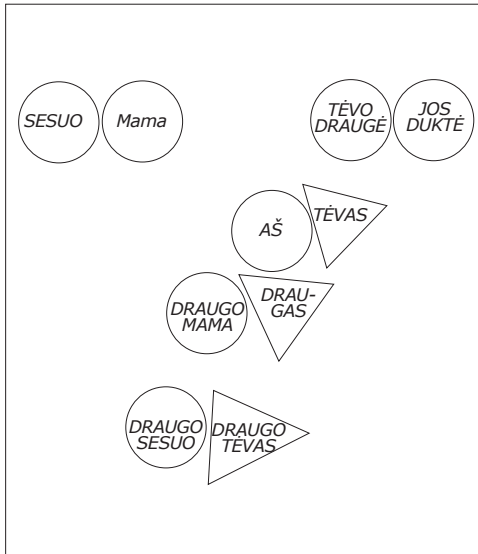 SESUO
Mama
TĖVO
DRAUGĖ
JOS
DUKTĖ
AŠ
TĖVAS
DRAUGO
MAMA
DRAU-
GAS
DRAUGO
SESUO
DRAUGO
TĖVAS